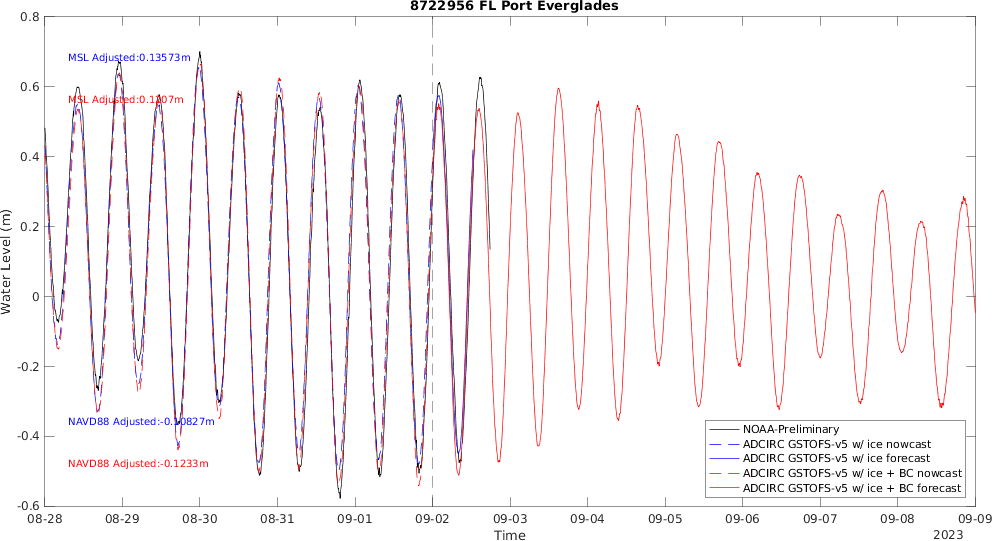 8722956 FL Port Everglades
0.8
0.6
0.4
0.2
0
-0.2
-0.4
-0.6
Water Level (m)
MSL Adjusted:0.13573m
MSL Adjusted:0.1207m
NAVD88 Adjusted:-0.10827m
NAVD88 Adjusted:-0.1233m
NOAA-Preliminary
ADCIRC GSTOFS-v5 w/ ice nowcast
ADCIRC GSTOFS-v5 w/ ice forecast
ADCIRC GSTOFS-v5 w/ ice + BC nowcast
ADCIRC GSTOFS-v5 w/ ice + BC forecast
08-28 08-29 08-30 08-31 09-01 09-02 09-03 09-04 09-05 09-06 09-07 09-08 09-09
Time
2023